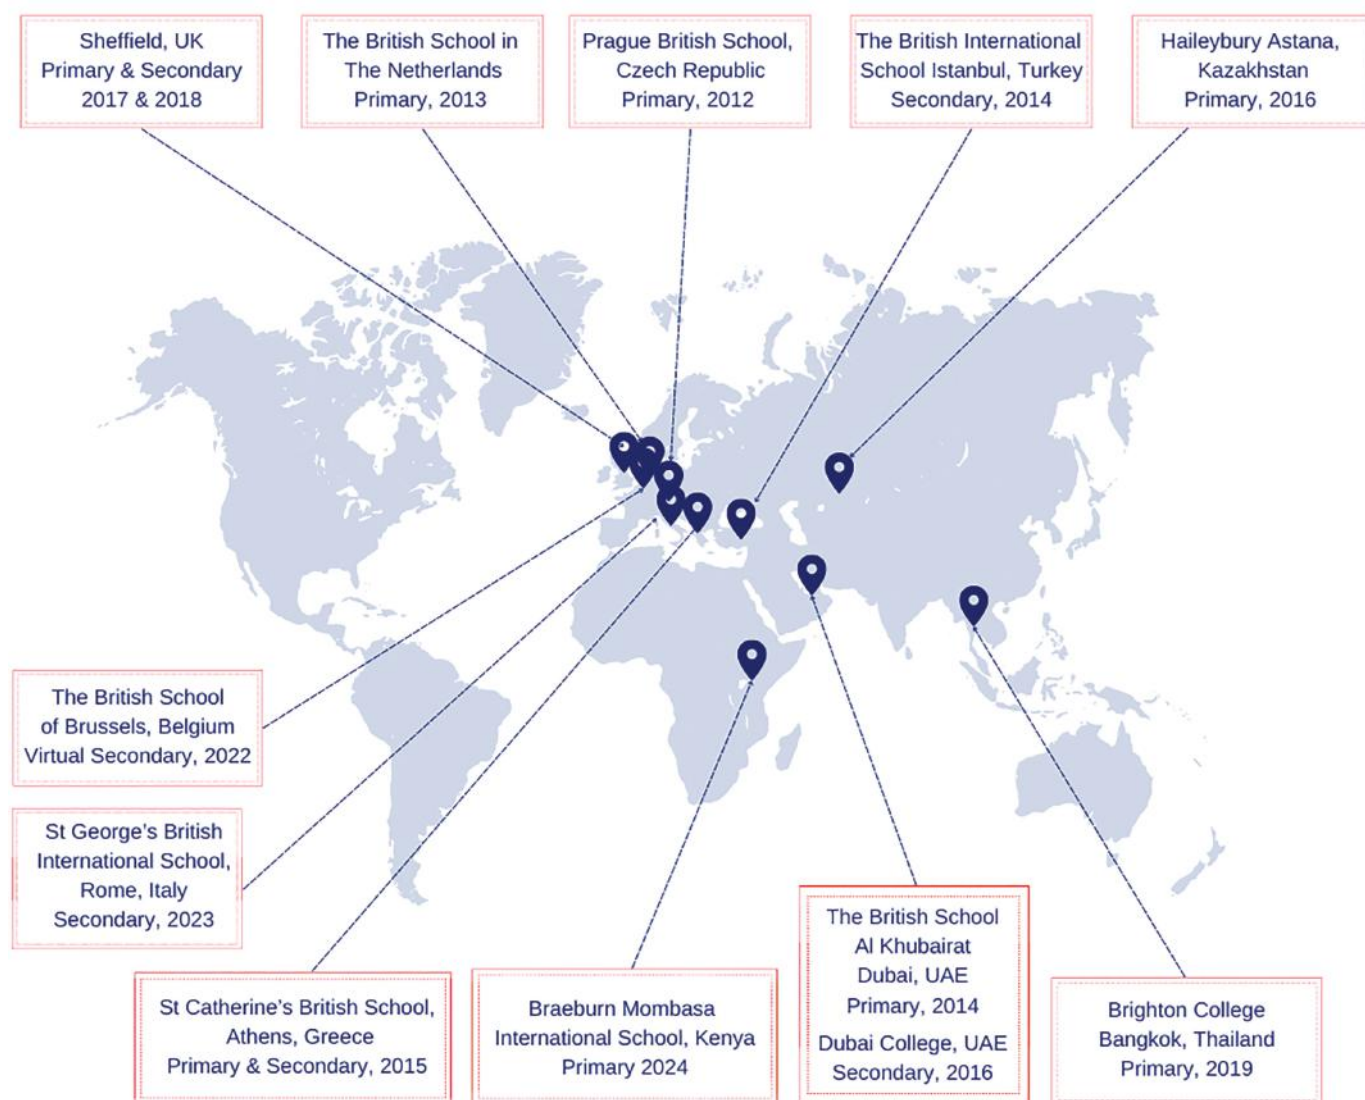 Sheffield, UK
Primary & Secondary
2017 & 2018
The British School in
The Netherlands
Primary, 2013
Prague British School,
Czech Republic
Primary, 2012
The British International
School Istanbul, Turkey
Secondary, 2014
Haileybury Astana,
Kazakhstan
Primary, 2016
The British School
of Brussels, Belgium
Virtual Secondary, 2022
St George’s British
International School,
Rome, Italy
Secondary, 2023
St Catherine’s British School,
Athens, Greece
Primary & Secondary, 2015
Braeburn Mombasa
International School, Kenya
Primary 2024
The British School
Al Khubairat
Dubai, UAE
Primary, 2014
Dubai College, UAE
Secondary, 2016
Brighton College
Bangkok, Thailand
Primary, 2019